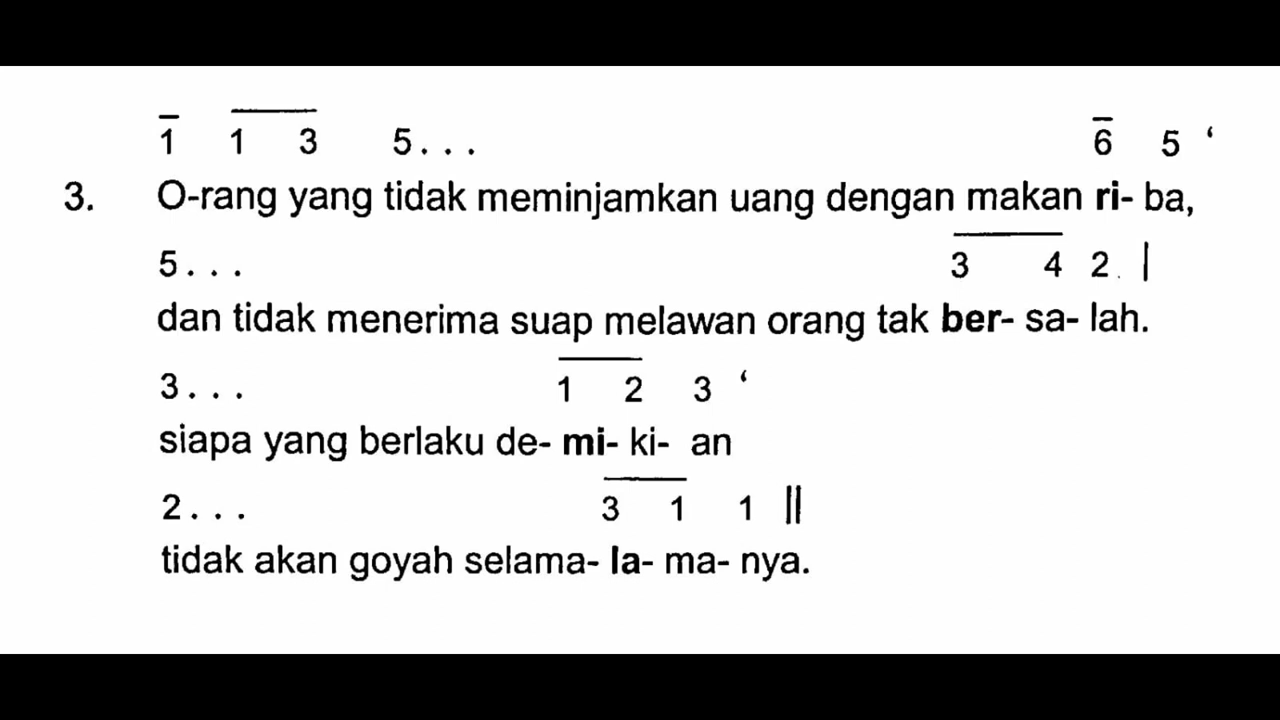 1 1 3 5... 6 5 ‘
3. O-rang yang tidak meminjamkan uang dengan makan ri- ba,
5... 3 4 2. |
dan tidak menerima suap melawan orang tak ber- sa- lah.
3... 1 2 3 ‘
siapa yang berlaku de- mi- ki- an
2... 3 1 1 ||
tidak akan goyah selama- la- ma- nya.